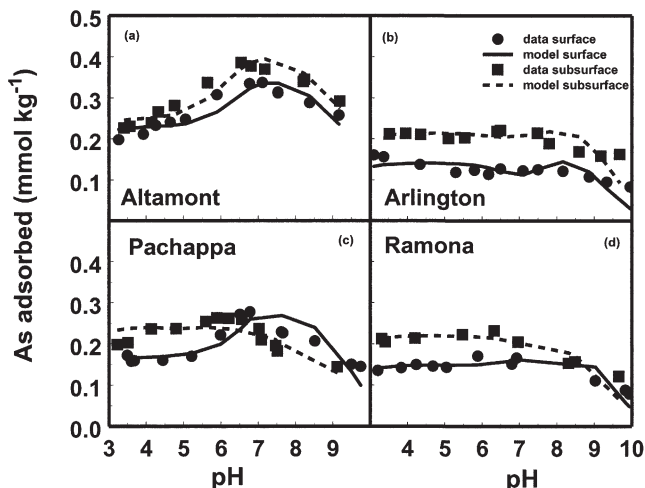 As adsorbed (mmol kg⁻¹)
0.5
0.4
0.3
0.2
0.1
(a)
Altamont
(b)
data surface
model surface
data subsurface
model subsurface
Arlington
0.4
0.3
0.2
0.1
0.0
Pachappa
(c)
Ramona
(d)
3 4 5 6 7 8 9
4 5 6 7 8 9 10
pH
pH